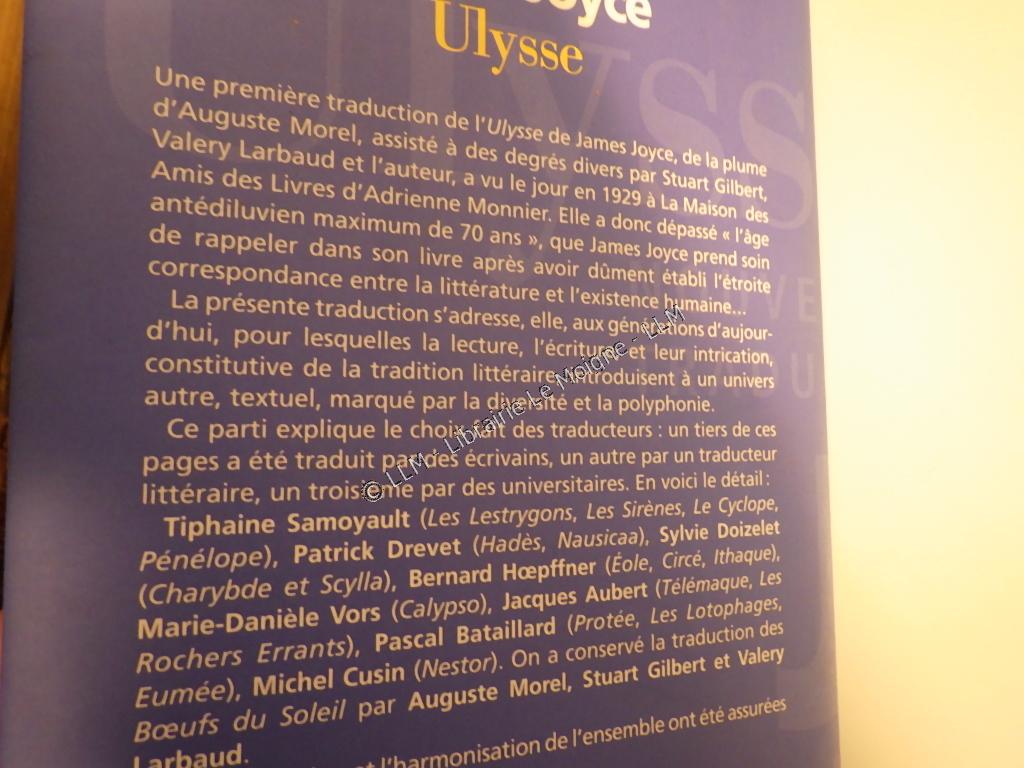 Joyce
Ulysse
Une première traduction de l'Ulysse de James Joyce, de la plume
d'Auguste Morel, assisté à des degrés divers par Stuart Gilbert,
Valery Larbaud et l'auteur, a vu le jour en 1929 à La Maison des
Amis des Livres d'Adrienne Monnier. Elle a donc dépassé « l'âge
antédiluvien maximum de 70 ans », que James Joyce prend soin
de rappeler dans son livre après avoir dûment établi l'étroite
correspondance entre la littérature et l'existence humaine...
La présente traduction s'adresse, elle, aux générations d'aujour-
d'hui, pour lesquelles la lecture, l'écriture et leur intrication,
constitutive de la tradition littéraire, introduisent à un univers
autre, textuel, marqué par la diversité et la polyphonie.
Ce parti explique le choix fait des traducteurs : un tiers de ces
pages a été traduit par des écrivains, un autre par un traducteur
littéraire, un troisième par des universitaires. En voici le détail :
Tiphaine Samoyault (Les Lestrygons, Les Sirènes, Le Cyclope,
Pénélope), Patrick Drevet (Hadès, Nausicaa), Sylvie Doizelet
(Charybde et Scylla), Bernard Hœpffner (Éole, Circé, Ithaque),
Marie-Danièle Vors (Calypso), Jacques Aubert (Télémaque, Les
Rochers Errants), Pascal Bataillard (Protée, Les Lotophages,
Eumée), Michel Cusin (Nestor). On a conservé la traduction des
Bœufs du Soleil par Auguste Morel, Stuart Gilbert et Valery
Larbaud.
et l'harmonisation de l'ensemble ont été assurées
© LLM - Librairie Le Moigne - LLM
Ulyss
NOUVE
TRADU